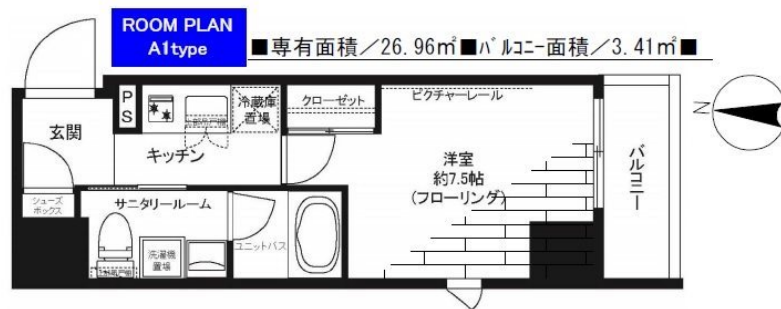 ROOM PLAN
A1type
■専有面積／26.96㎡■バルコニー面積／3.41㎡■
PS
冷蔵庫
置場
クローゼット
ピクチャーレール
N
玄関
キッチン
洋室
約7.5帖
(フローリング)
バルコニー
シューズ
ボックス
サニタリールーム
ユニットバス
洗濯機
置場